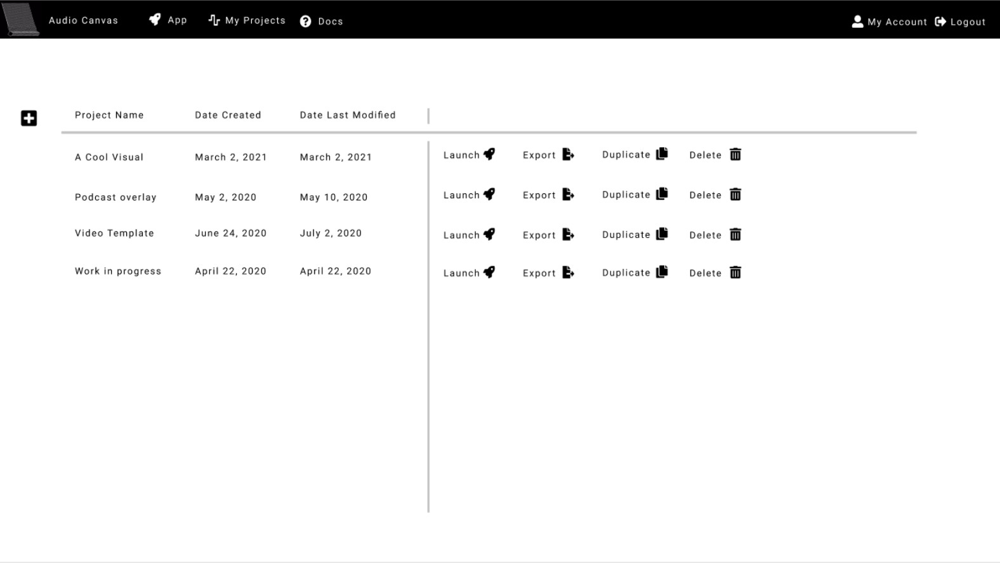 Audio Canvas App My Projects Docs My Account Logout
Project Name Date Created Date Last Modified
A Cool Visual March 2, 2021 March 2, 2021 Launch Export Duplicate Delete
Podcast overlay May 2, 2020 May 10, 2020 Launch Export Duplicate Delete
Video Template June 24, 2020 July 2, 2020 Launch Export Duplicate Delete
Work in progress April 22, 2020 April 22, 2020 Launch Export Duplicate Delete